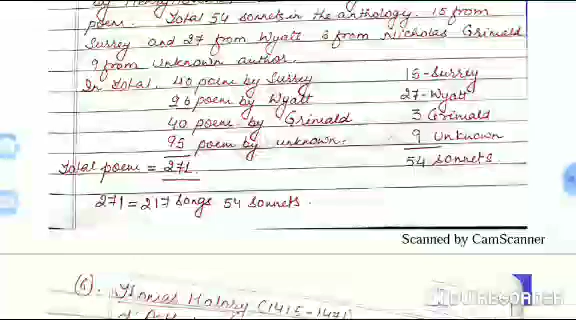 poem. Total 54 sonnets in the anthology. 15 from
Surrey and 27 from Wyatt 3 from Nicholas Grimald
9 from unknown author.
In total, 40 poem by Surrey 15-Surrey
96 poem by Wyatt 27-Wyatt
40 poem by Grimald 3 Grimald
95 poem by unknown. 9 Unknown
Total poem = 271 54 sonnets.
271 = 217 songs 54 sonnets.
Scanned by CamScanner
(6). (1415-1471)